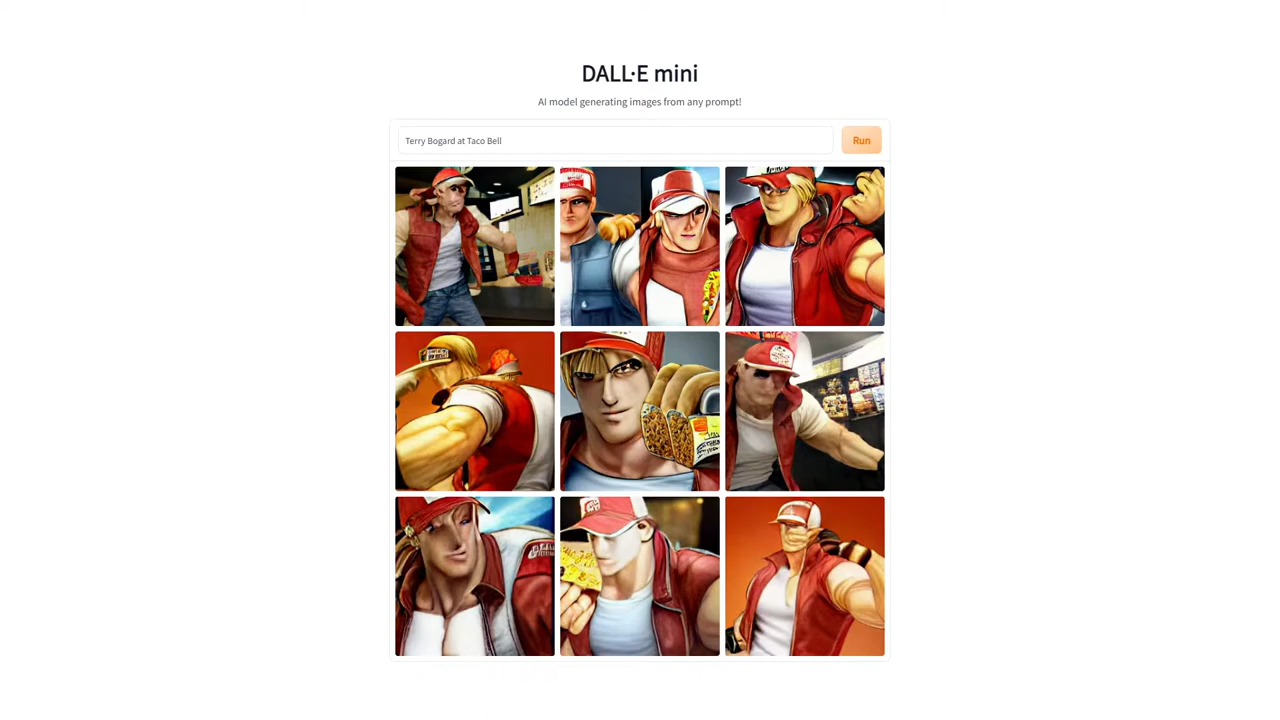 DALL·E mini
AI model generating images from any prompt!
Terry Bogard at Taco Bell
Run